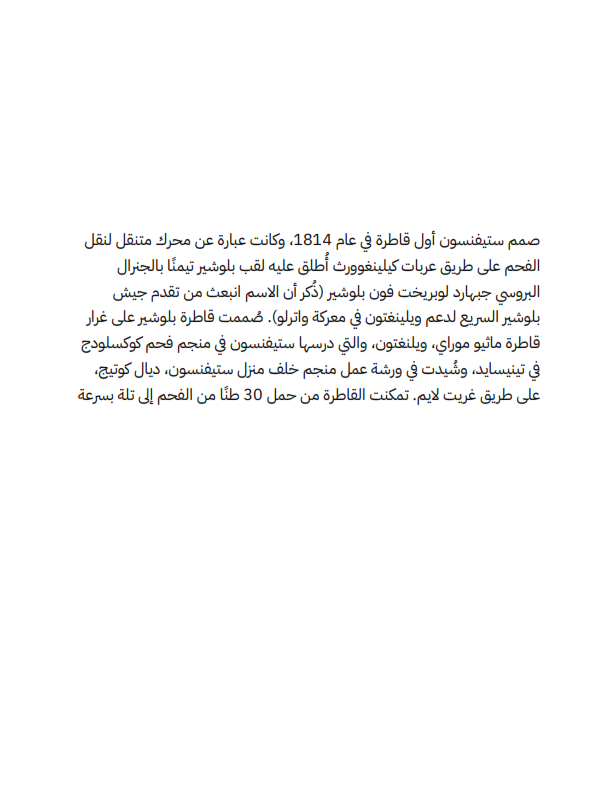 صمم ستيفنسون أول قاطرة في عام 1814، وكانت عبارة عن محرك متنقل لنقل
الفحم على طريق عربات كيلينغوورث أُطلق عليه لقب بلوشير تيمنًا بالجنرال
البروسي جبهارد لوبريخت فون بلوشير (ذُكر أن الاسم انبعث من تقدم جيش
بلوشير السريع لدعم ويلينغتون في معركة واترلو). صُممت قاطرة بلوشير على غرار
قاطرة ماثيو موراي، ويلنغتون، والتي درسها ستيفنسون في منجم فحم كوكسلودج
في تينيسايد، وشُيدت في ورشة عمل منجم خلف منزل ستيفنسون، ديال كوتيج،
على طريق غريت لايم. تمكنت القاطرة من حمل 30 طنًا من الفحم إلى تلة بسرعة